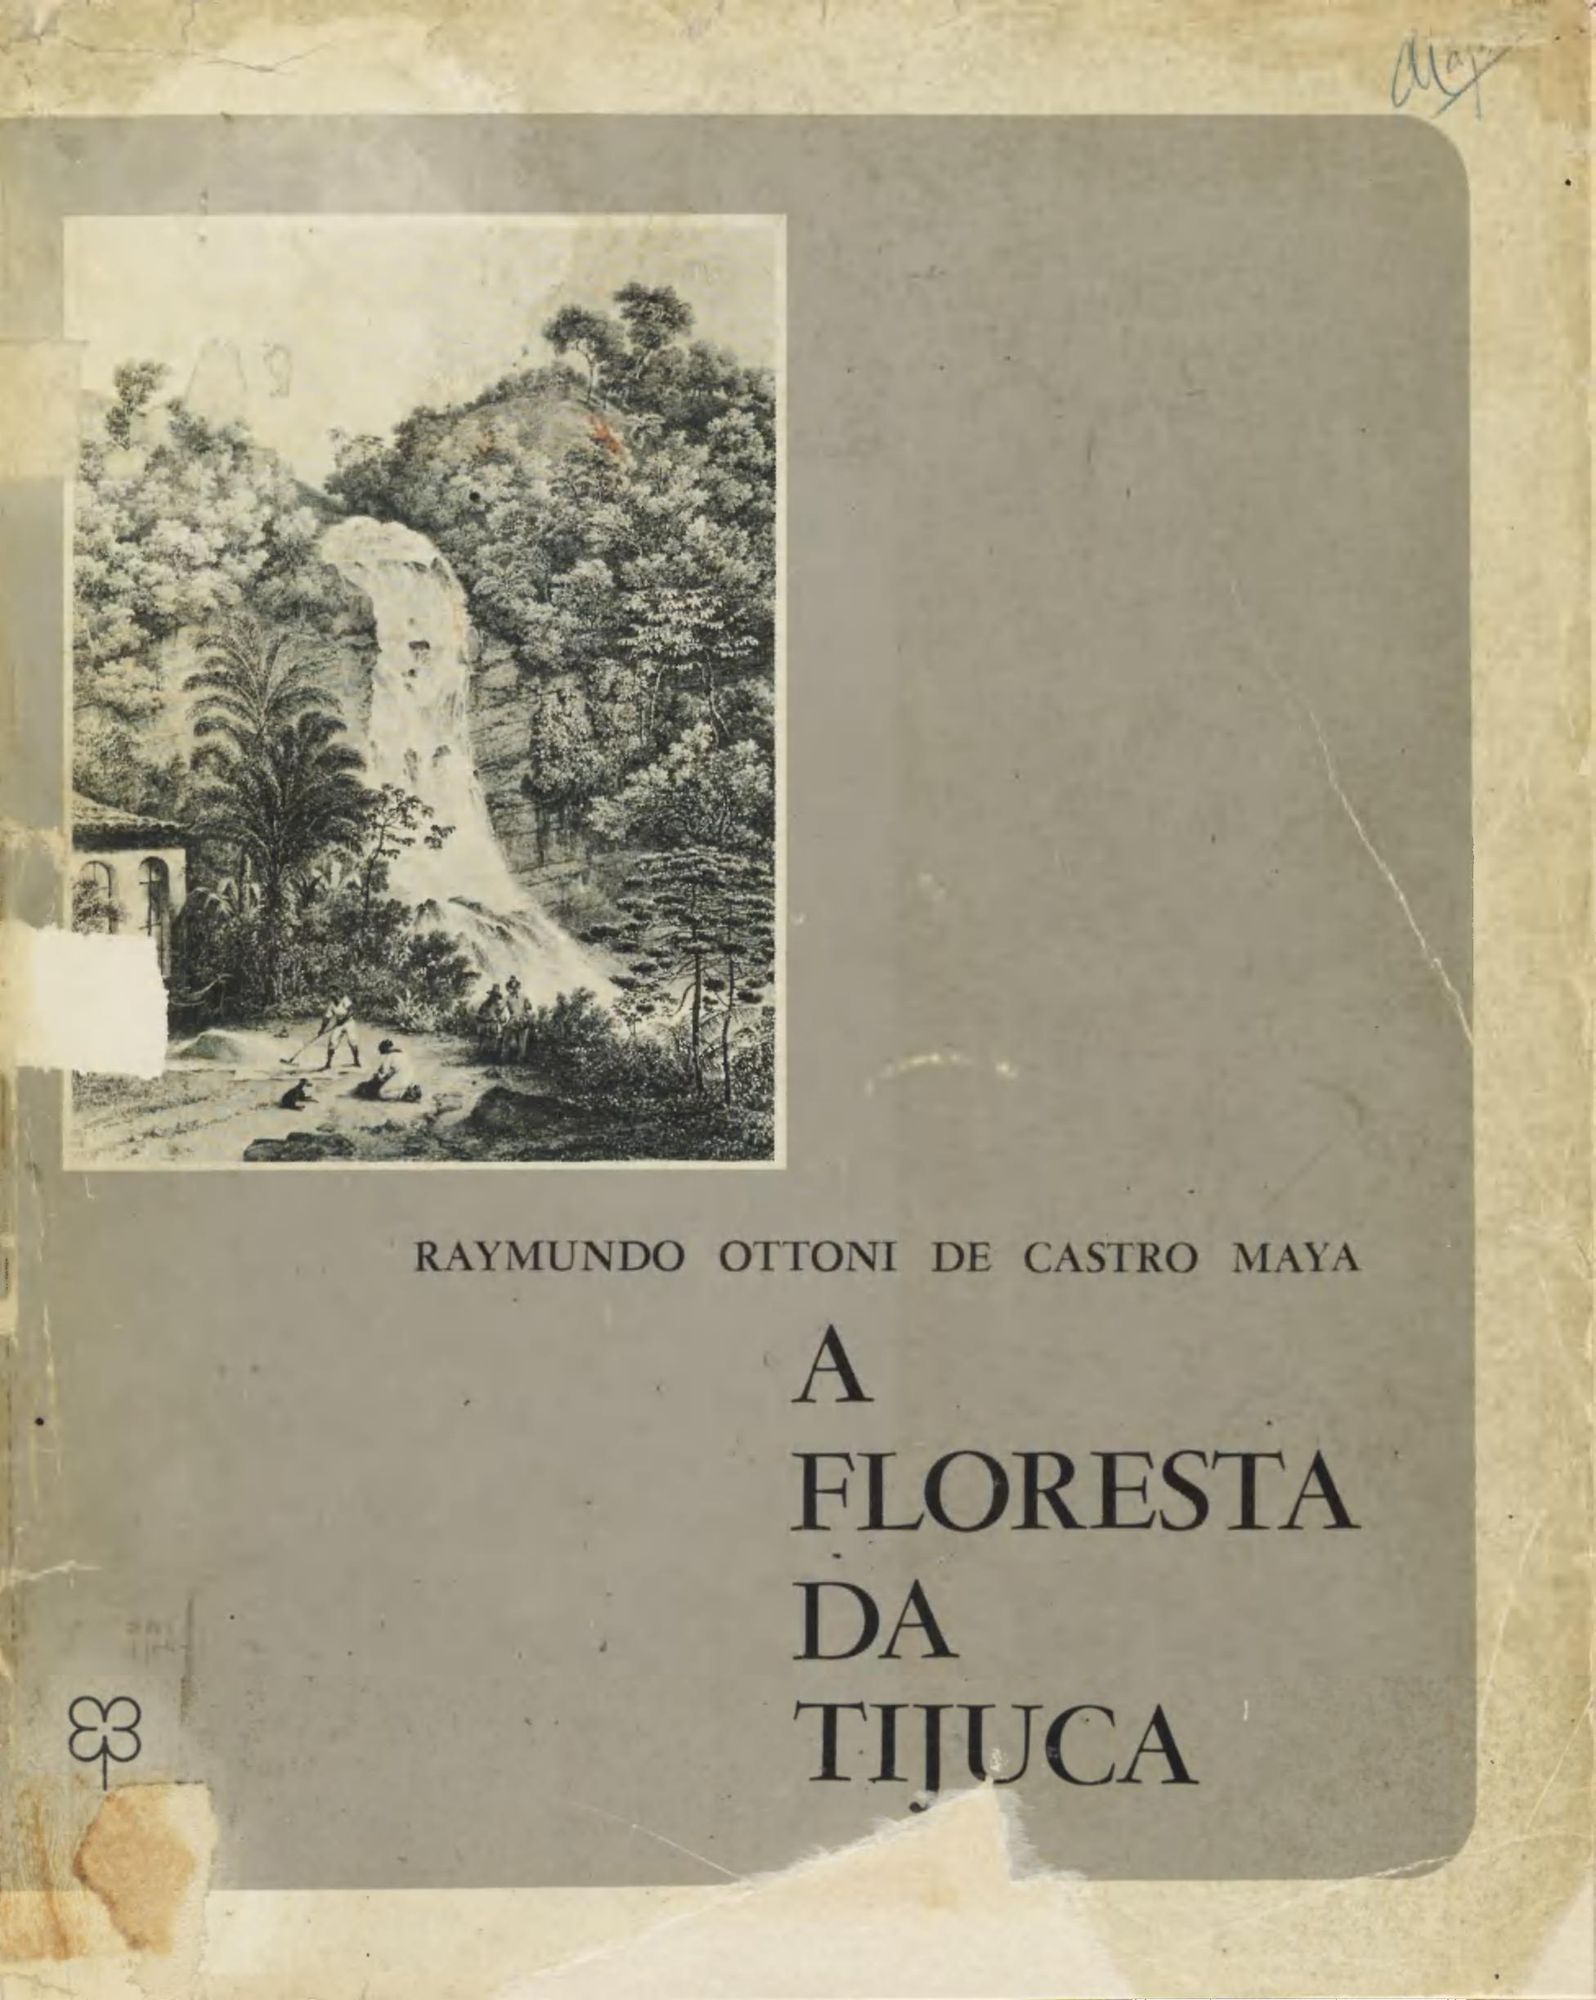 RAYMUNDO OTTONI DE CASTRO MAYA
A
FLORESTA
DA
TIJUCA